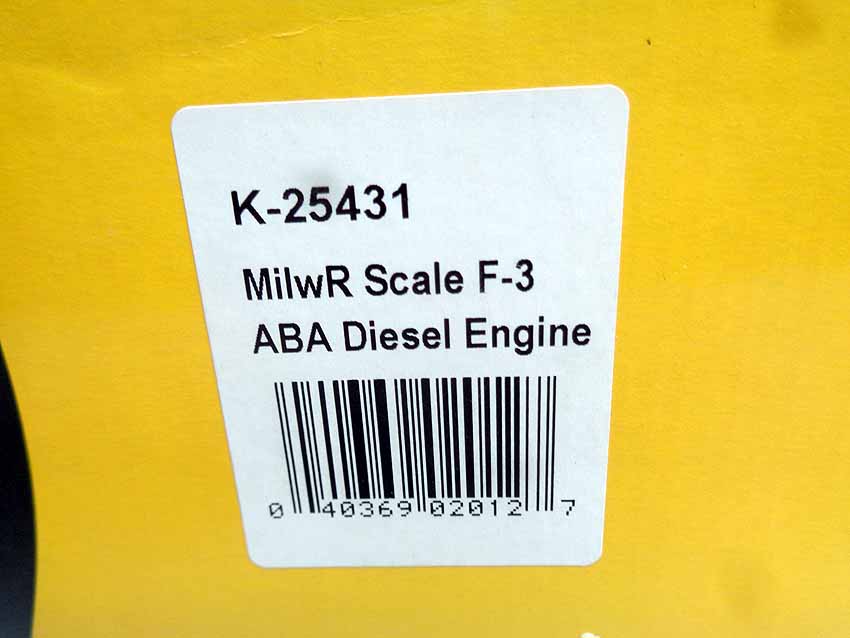 K-25431
MilwR Scale F-3
ABA Diesel Engine
0 40369 02012 7